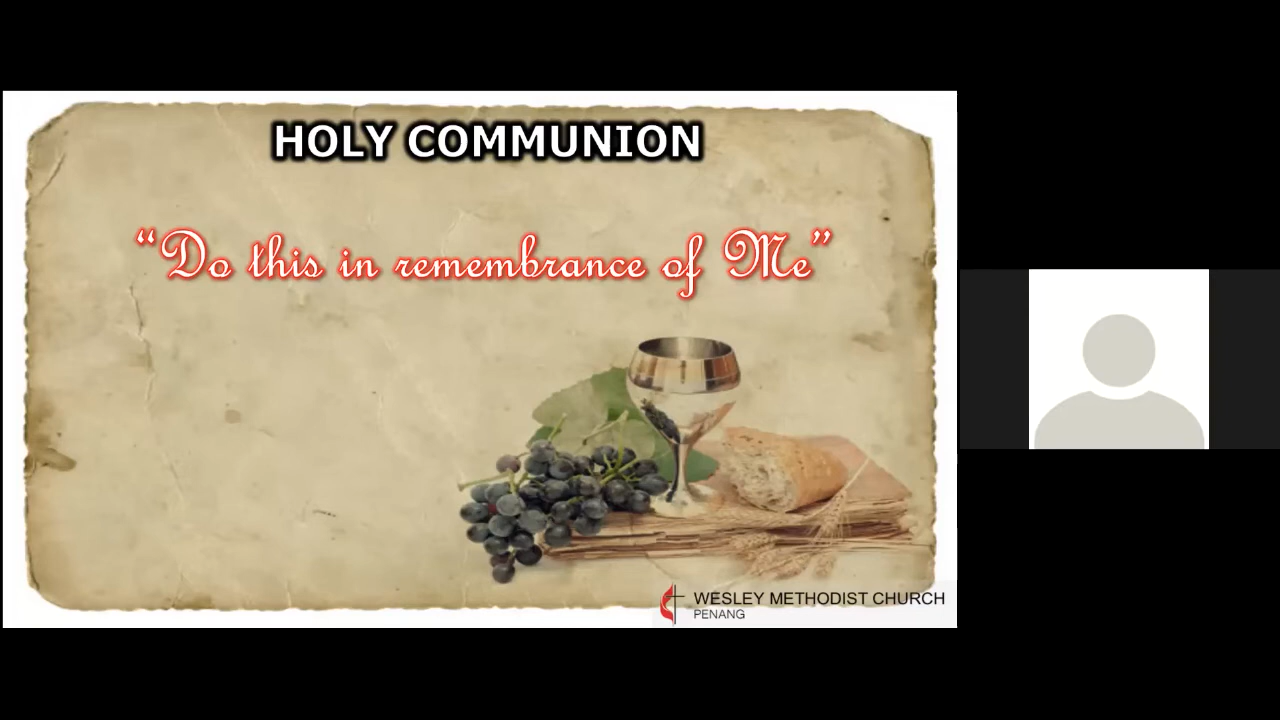 HOLY COMMUNION
“Do this in remembrance of Me”
WESLEY METHODIST CHURCH
PENANG